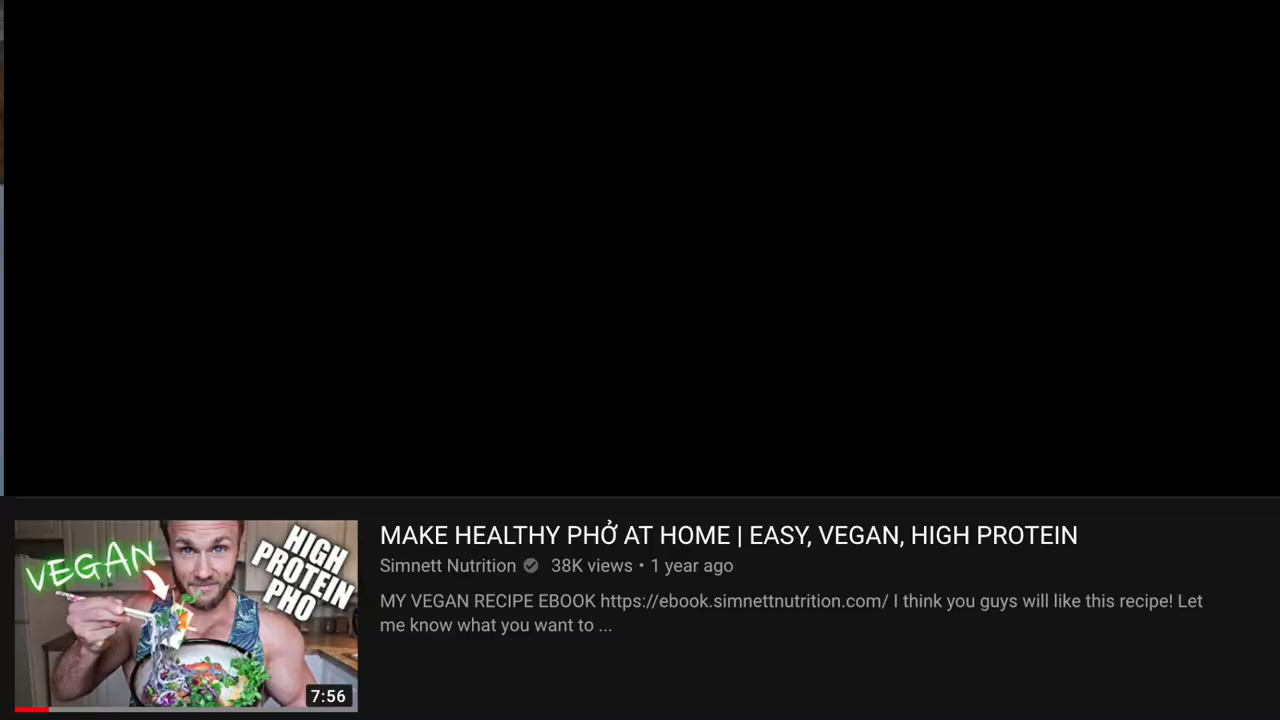 VEGAN
HIGH
PROTEIN
PHO
7:56
MAKE HEALTHY PHỞ AT HOME | EASY, VEGAN, HIGH PROTEIN
Simnett Nutrition 38K views • 1 year ago
MY VEGAN RECIPE EBOOK https://ebook.simnettnutrition.com/ I think you guys will like this recipe! Let
me know what you want to ...